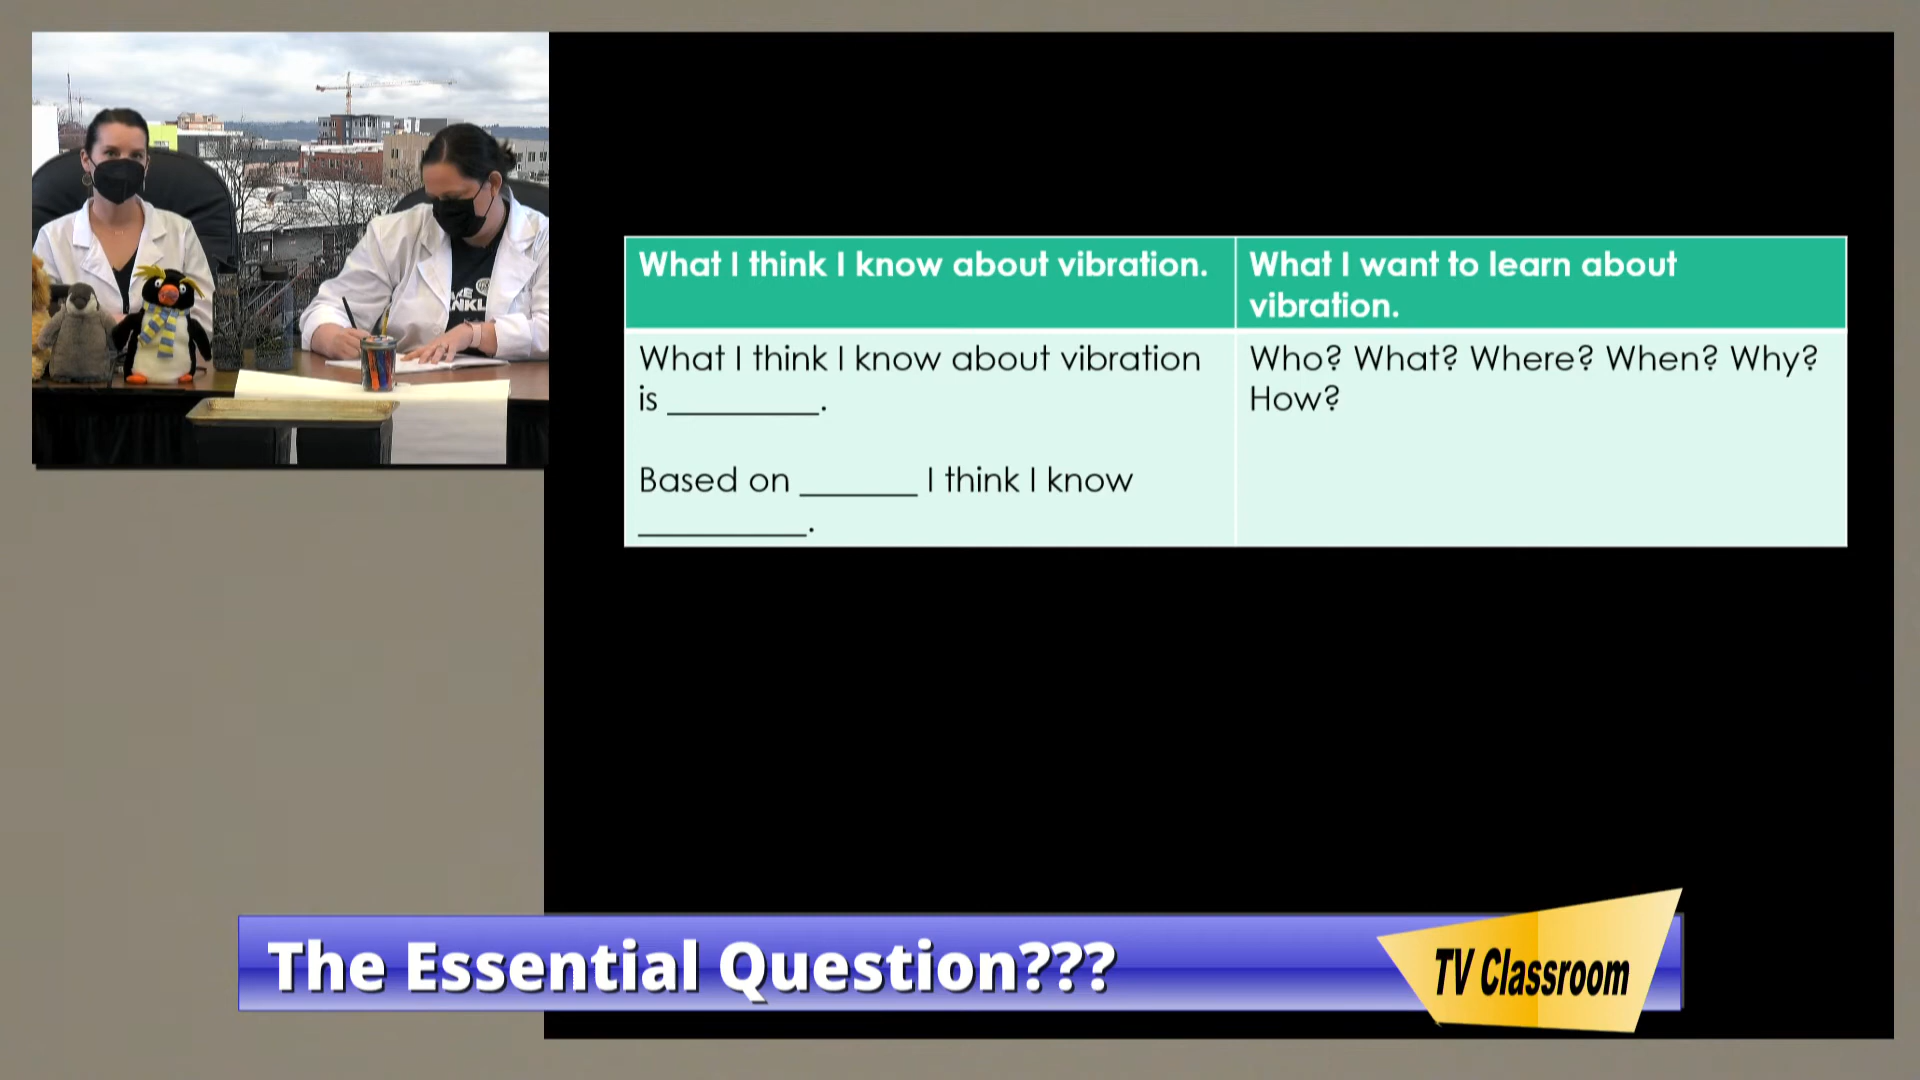 What I think I know about vibration.
What I want to learn about
vibration.
What I think I know about vibration
is _________.
Based on _______ I think I know
__________.
Who? What? Where? When? Why?
How?
The Essential Question???
TV Classroom